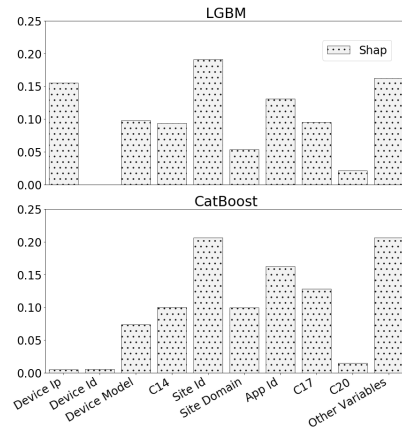 LGBM
0.25
0.20
0.15
0.10
0.05
0.00
Shap
CatBoost
0.25
0.20
0.15
0.10
0.05
0.00
Device Ip
Device Id
Device Model
C14
Site Id
Site Domain
App Id
C17
C20
Other Variables